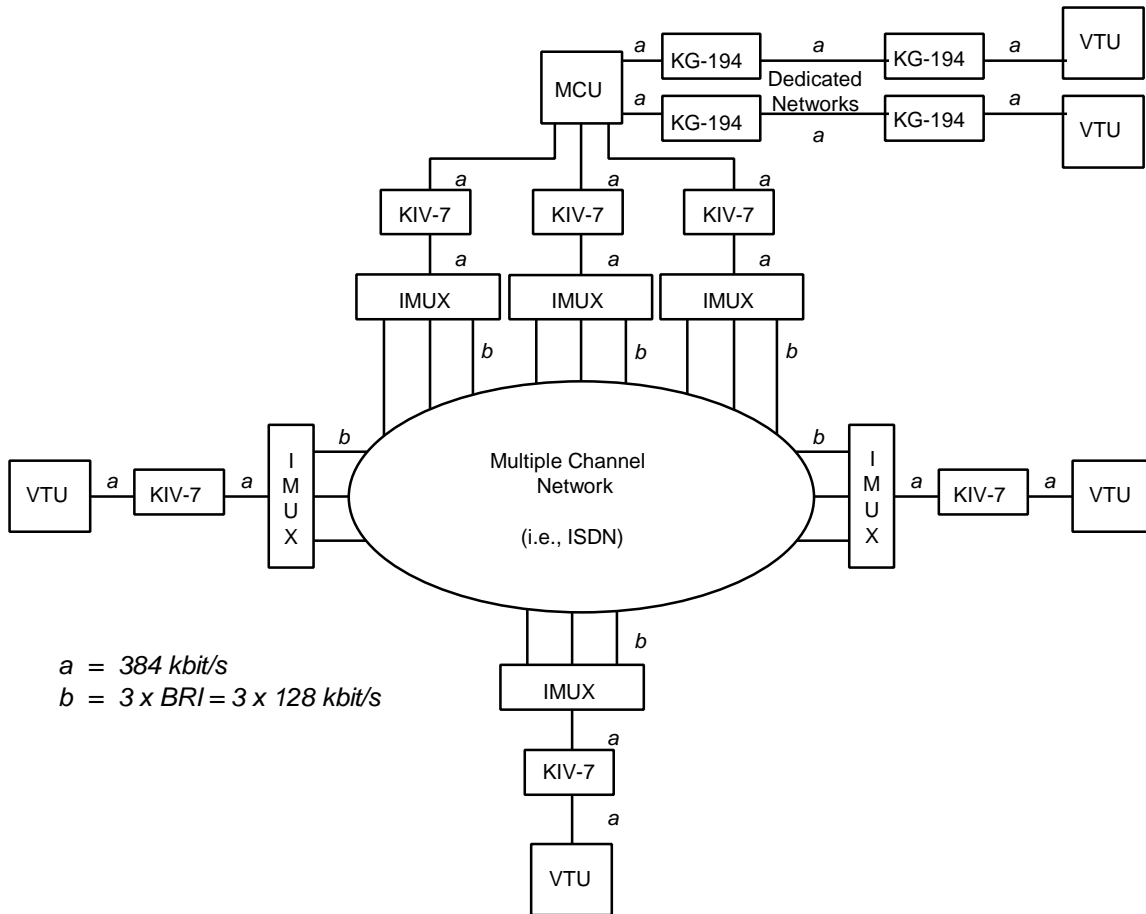 a
a
a
VTU
KG-194
KG-194
MCU
Dedicated
Networks
a
a
KG-194
KG-194
VTU
a
a
a
a
KIV-7
KIV-7
KIV-7
a
a
a
IMUX
IMUX
IMUX
b
b
b
VTU
a
KIV-7
a
I
M
U
X
b
Multiple Channel
Network
(i.e., ISDN)
b
I
M
U
X
a
KIV-7
a
VTU
b
IMUX
a
KIV-7
a
VTU
a = 384 kbit/s
b = 3 x BRI = 3 x 128 kbit/s